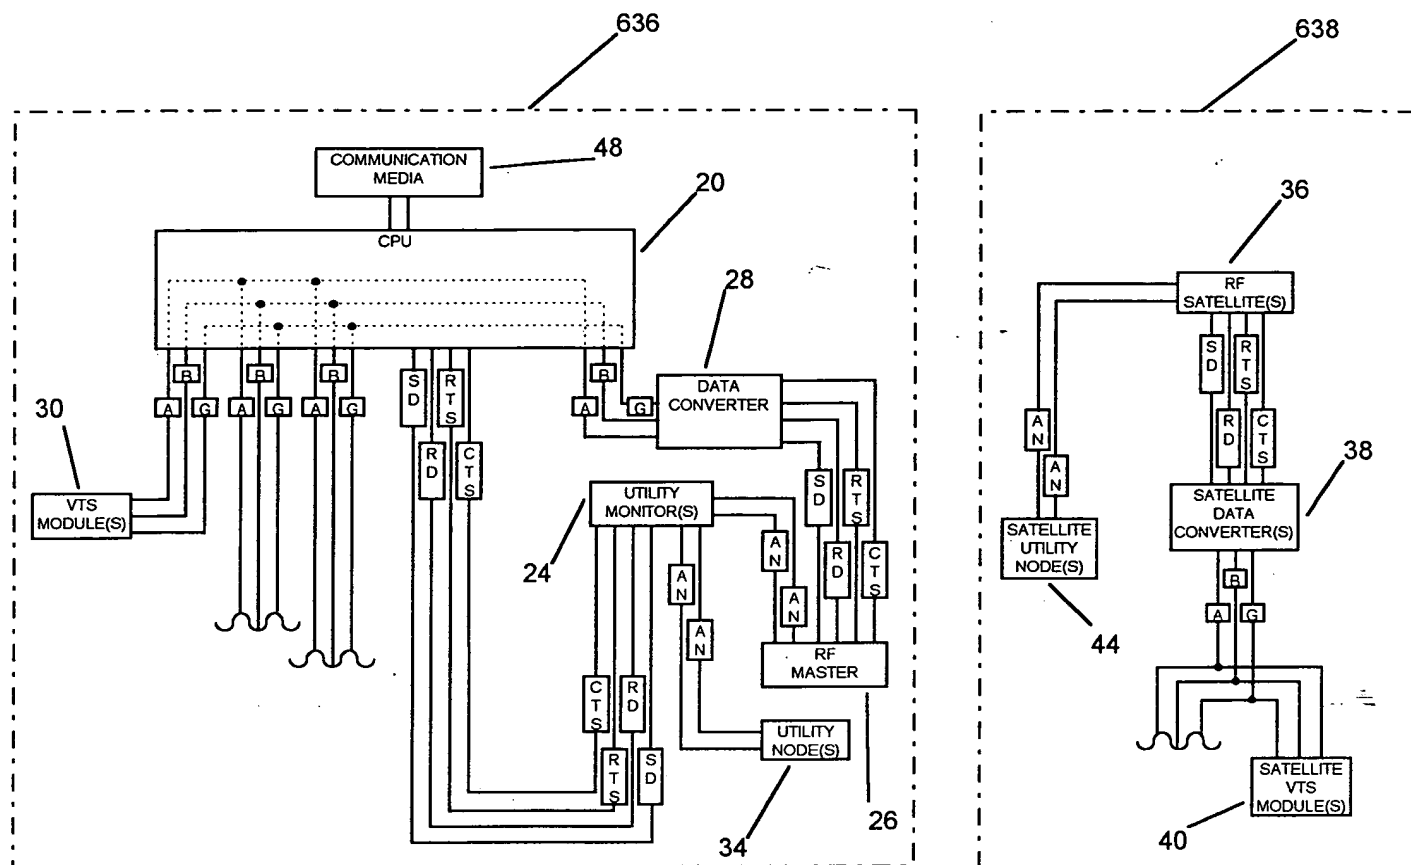 636
638
COMMUNICATION
MEDIA
48
20
CPU
36
RF
SATELLITE(S)
28
A
B
G
A
B
G
A
B
G
SD
RD
RTS
CTS
A
B
G
DATA
CONVERTER
SD
RD
RTS
CTS
30
VTS
MODULE(S)
UTILITY
MONITOR(S)
24
SD
RD
RTS
CTS
AN
AN
AN
AN
AN
AN
38
SATELLITE
DATA
CONVERTER(S)
SATELLITE
UTILITY
NODE(S)
44
A
B
G
RF
MASTER
CTS
RTS
RD
SD
UTILITY
NODE(S)
26
34
SATELLITE
VTS
MODULE(S)
40